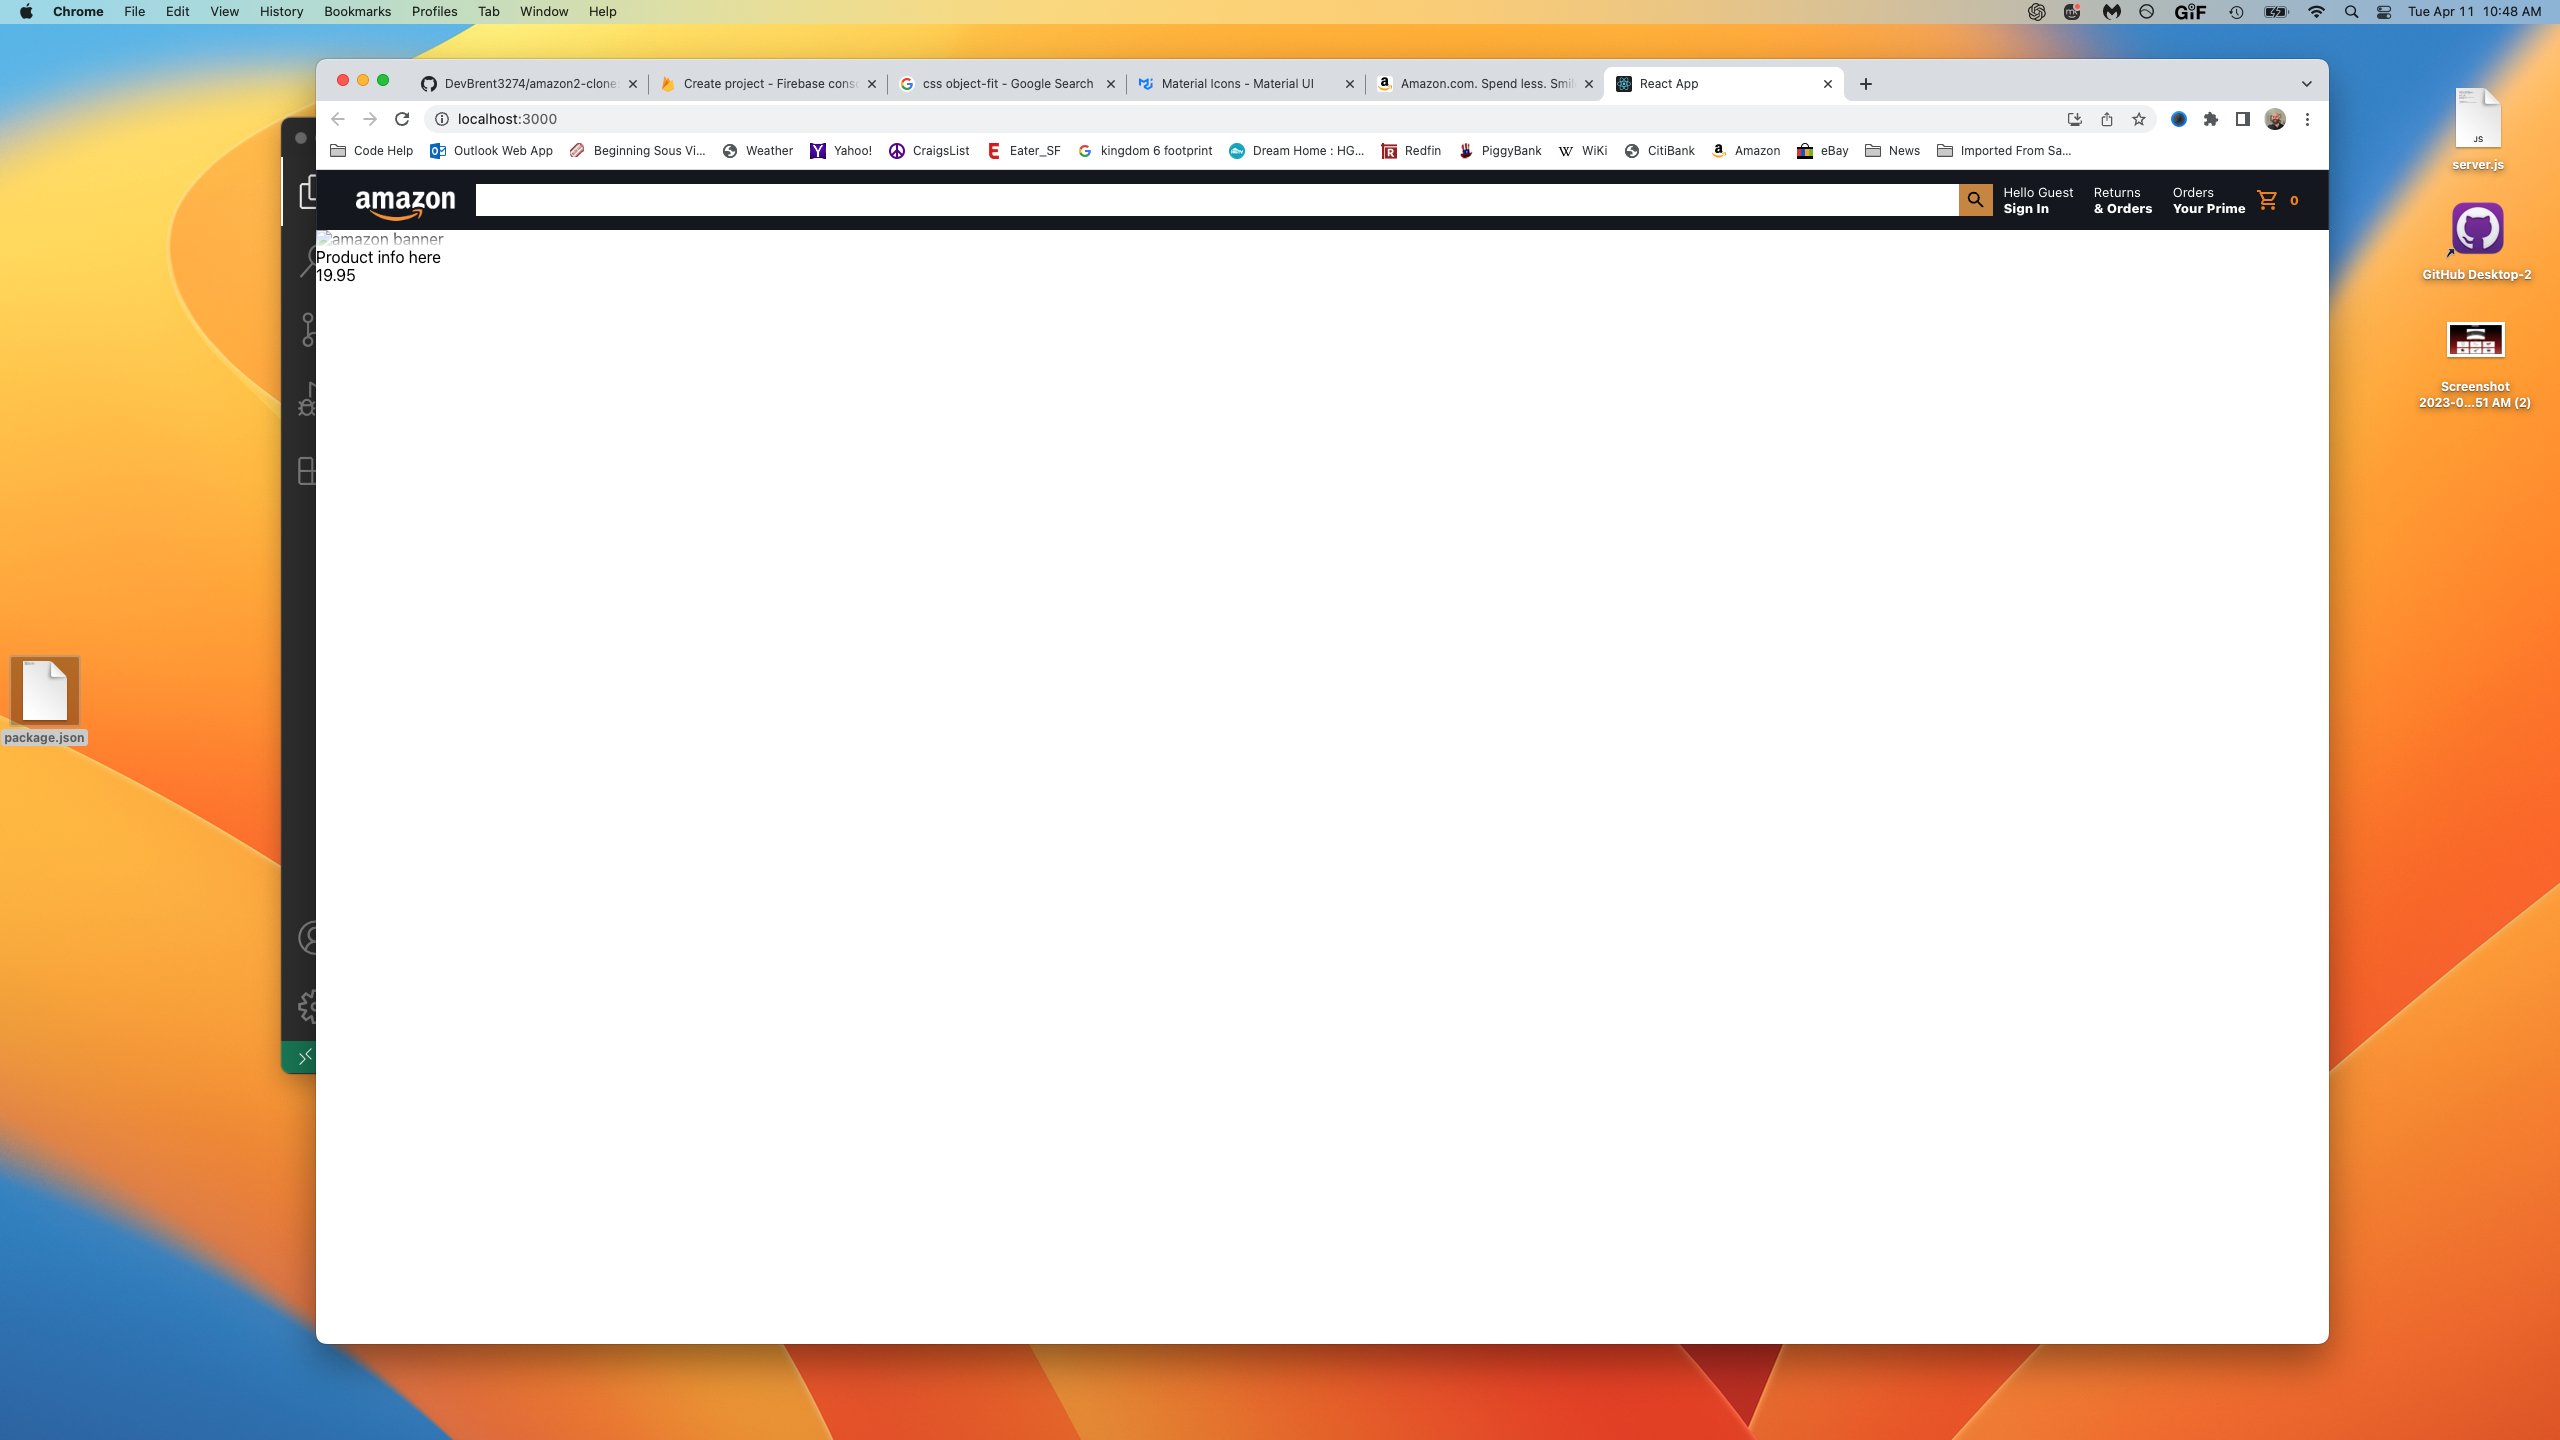 Chrome File Edit View History Bookmarks Profiles Tab Window Help GIF Tue Apr 11 10:48 AM
DevBrent3274/amazon2-clone: Create project - Firebase cons css object-fit - Google Search Material Icons - Material UI Amazon.com. Spend less. Smil React App
localhost:3000
Code Help Outlook Web App Beginning Sous Vi... Weather Yahoo! CraigsList Eater_SF kingdom 6 footprint Dream Home : HG... Redfin PiggyBank WiKi CitiBank Amazon eBay News Imported From Sa...
amazon
Hello Guest
Sign In
Returns
& Orders
Orders
Your Prime
0
amazon banner
Product info here
19.95
JS
server.js
GitHub Desktop-2
Screenshot
2023-0...51 AM (2)
package.json